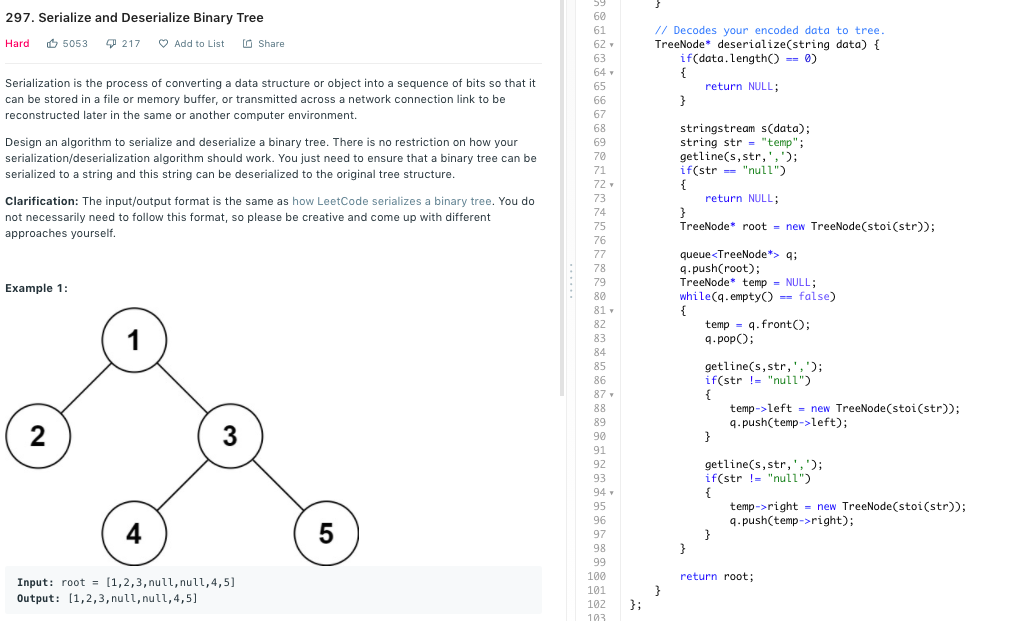 297. Serialize and Deserialize Binary Tree
Hard 5053 217 Add to List Share
Serialization is the process of converting a data structure or object into a sequence of bits so that it
can be stored in a file or memory buffer, or transmitted across a network connection link to be
reconstructed later in the same or another computer environment.
Design an algorithm to serialize and deserialize a binary tree. There is no restriction on how your
serialization/deserialization algorithm should work. You just need to ensure that a binary tree can be
serialized to a string and this string can be deserialized to the original tree structure.
Clarification: The input/output format is the same as how LeetCode serializes a binary tree. You do
not necessarily need to follow this format, so please be creative and come up with different
approaches yourself.
Example 1:
1
2
3
4
5
Input: root = [1,2,3,null,null,4,5]
Output: [1,2,3,null,null,4,5]
59 }
60
61 // Decodes your encoded data to tree.
62 TreeNode* deserialize(string data) {
63 if(data.length() == 0)
64 {
65 return NULL;
66 }
67
68 stringstream s(data);
69 string str = "temp";
70 getline(s,str,',');
71 if(str == "null")
72 {
73 return NULL;
74 }
75 TreeNode* root = new TreeNode(stoi(str));
76
77 queue<TreeNode*> q;
78 q.push(root);
79 TreeNode* temp = NULL;
80 while(q.empty() == false)
81 {
82 temp = q.front();
83 q.pop();
84
85 getline(s,str,',');
86 if(str != "null")
87 {
88 temp->left = new TreeNode(stoi(str));
89 q.push(temp->left);
90 }
91
92 getline(s,str,',');
93 if(str != "null")
94 {
95 temp->right = new TreeNode(stoi(str));
96 q.push(temp->right);
97 }
98 }
99
100 return root;
101 }
102 };
103